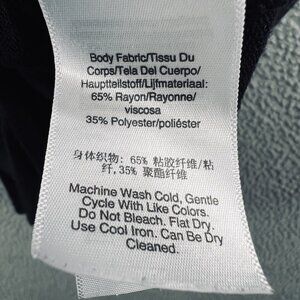 Body Fabric/Tissu Du
Corps/Tela Del Cuerpo/
Hauptteilstoff/Lijfmateriaal:
65% Rayon/Rayonne/
viscosa
35% Polyester/poliéster
身体织物: 65% 粘胶纤维/粘
纤,35% 聚酯纤维
Machine Wash Cold, Gentle
Cycle With Like Colors.
Do Not Bleach, Flat Dry.
Use Cool Iron. Can Be Dry
Cleaned.